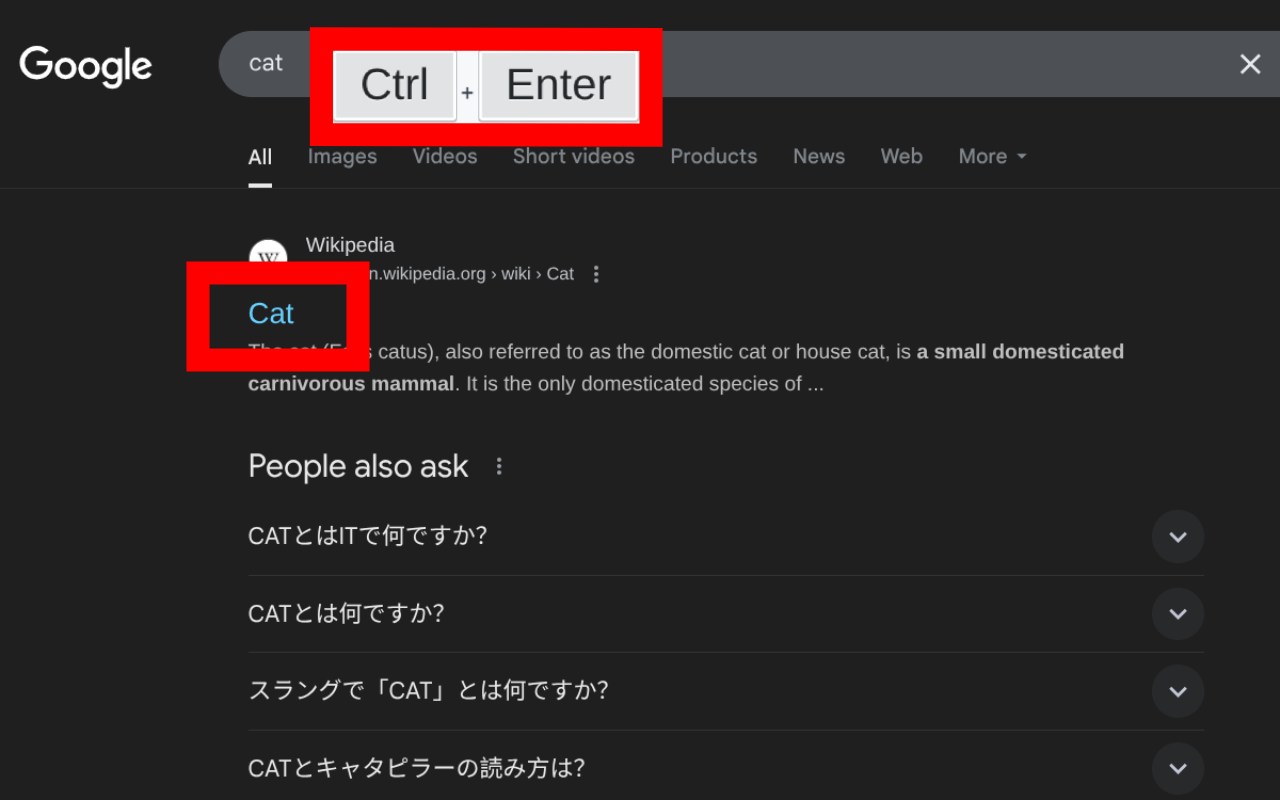 Google
cat
Ctrl + Enter
All Images Videos Short videos Products News Web More
W
Wikipedia
n.wikipedia.org › wiki › Cat
Cat
catus), also referred to as the domestic cat or house cat, is a small domesticated
carnivorous mammal. It is the only domesticated species of ...
People also ask
CATとはITで何ですか?
CATとは何ですか?
スラングで「CAT」とは何ですか?
CATとキャタピラーの読み方は?